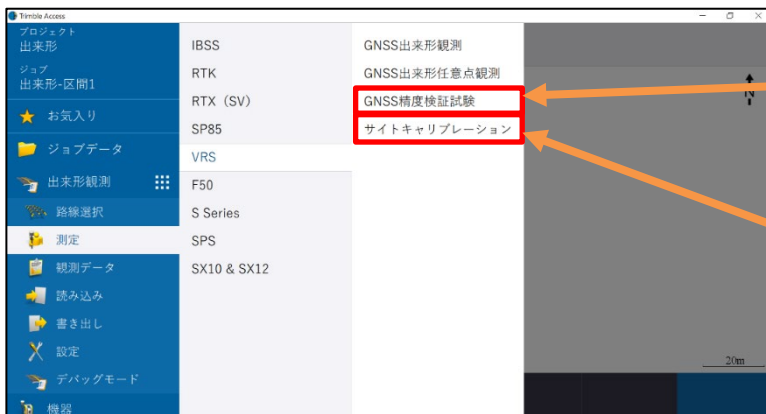 Trimble Access
プロジェクト
出来形
ジョブ
出来形-区間1
お気入り
ジョブデータ
出来形観測
路線選択
測定
観測データ
読み込み
書き出し
設定
デバッグモード
機器
IBSS
RTK
RTX（SV）
SP85
VRS
F50
S Series
SPS
SX10 & SX12
GNSS出来形観測
GNSS出来形任意点観測
GNSS精度検証試験
サイトキャリブレーション
N
20m